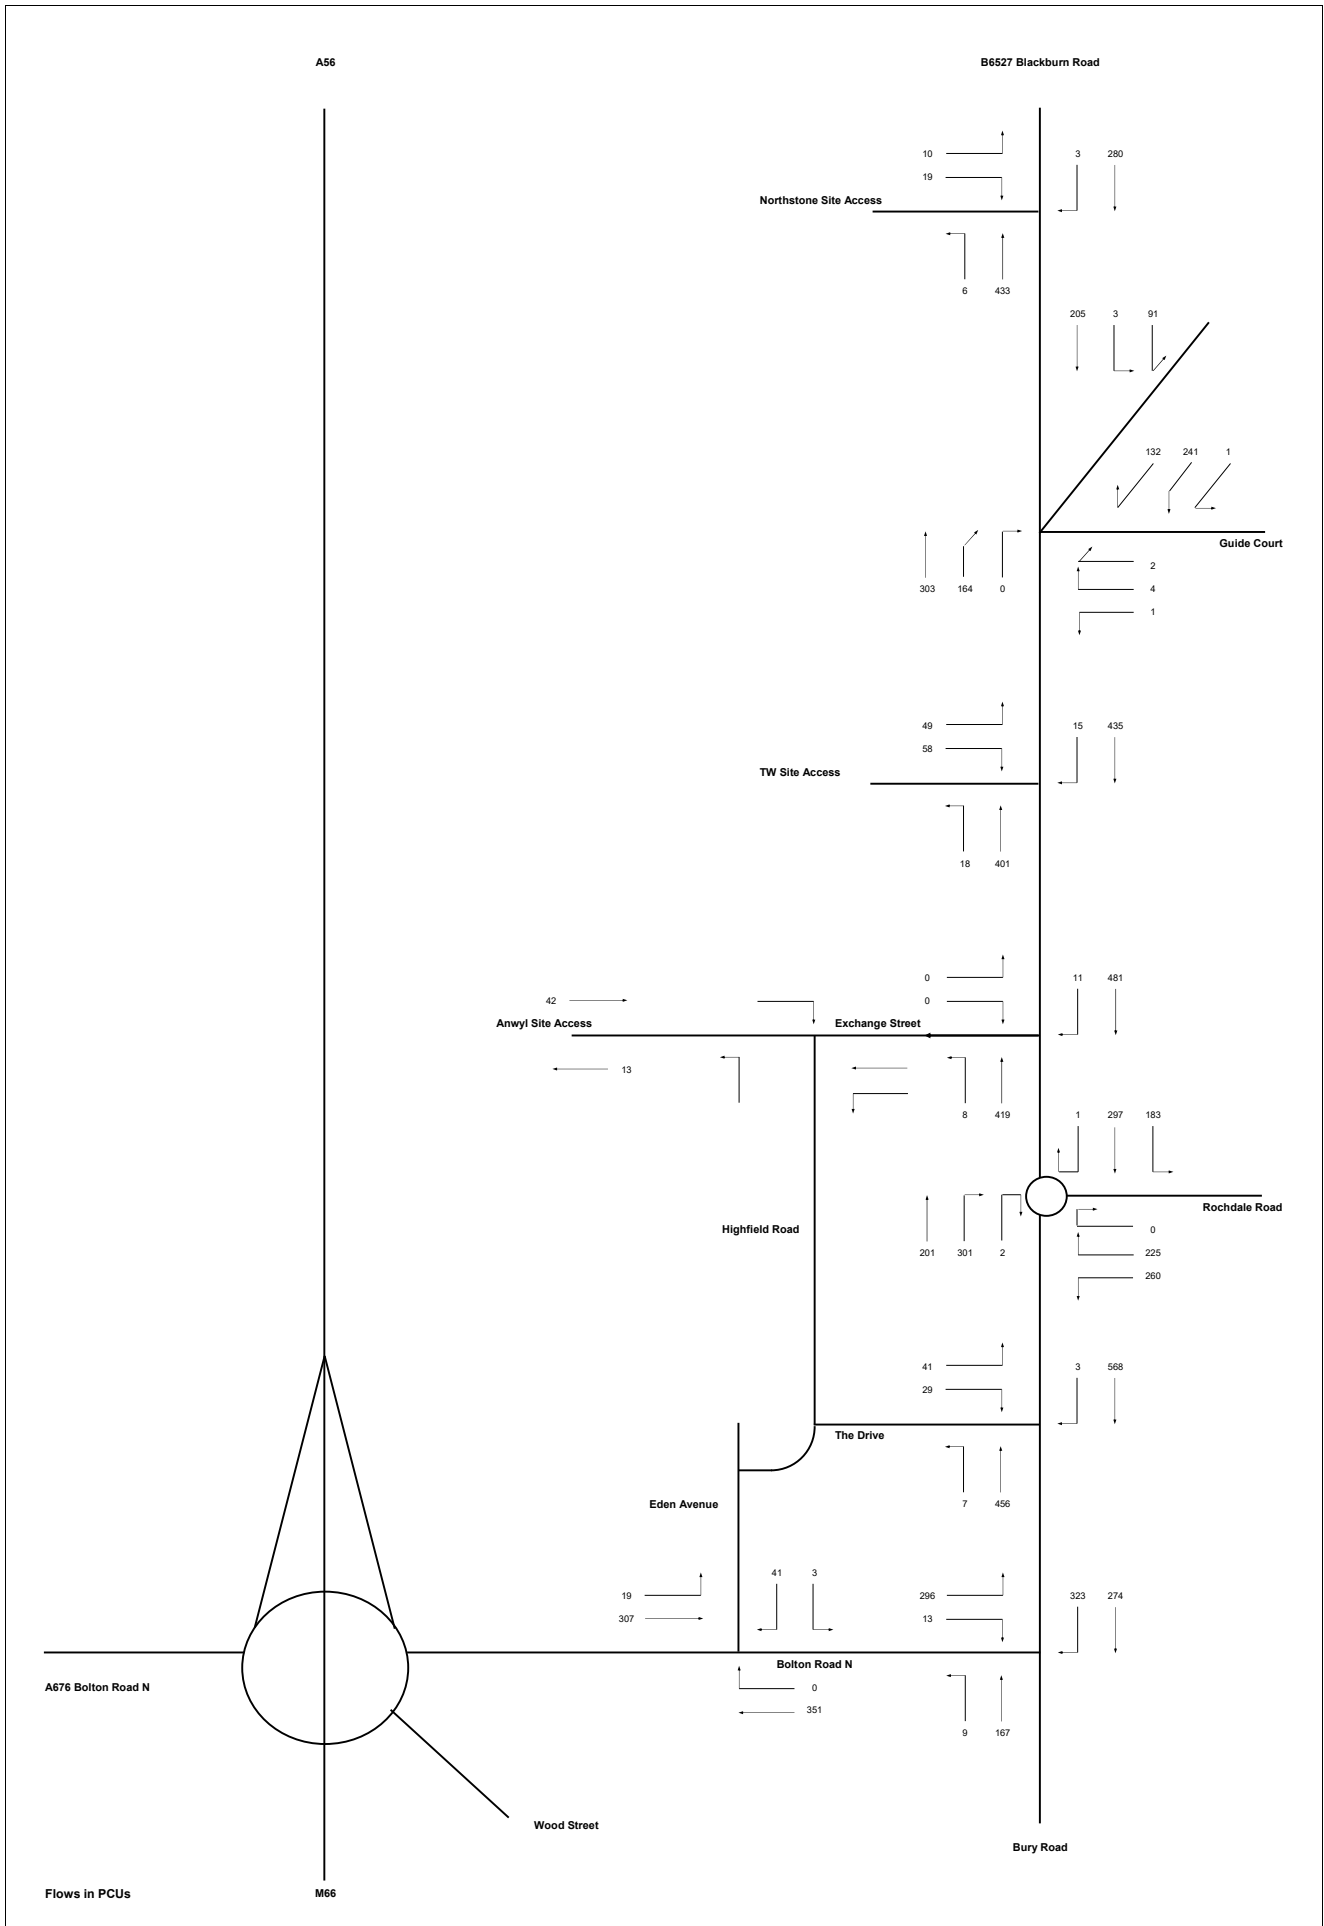 A56 B6527 Blackburn Road
10 3 280
19
Northstone Site Access
6 433
205 3 91
132 241 1
Guide Court
303 164 0 2
4
1
49 15 435
58
TW Site Access
18 401
0 11 481
42 0
Anwyl Site Access Exchange Street
13
8 419 1 297 183
Rochdale Road
Highfield Road 0
201 301 2 225
260
41 3 568
29
The Drive
Eden Avenue 7 456
41 3
19 296 323 274
307 13
Bolton Road N
A676 Bolton Road N 0
351
9 167
Wood Street
Bury Road
Flows in PCUs M66